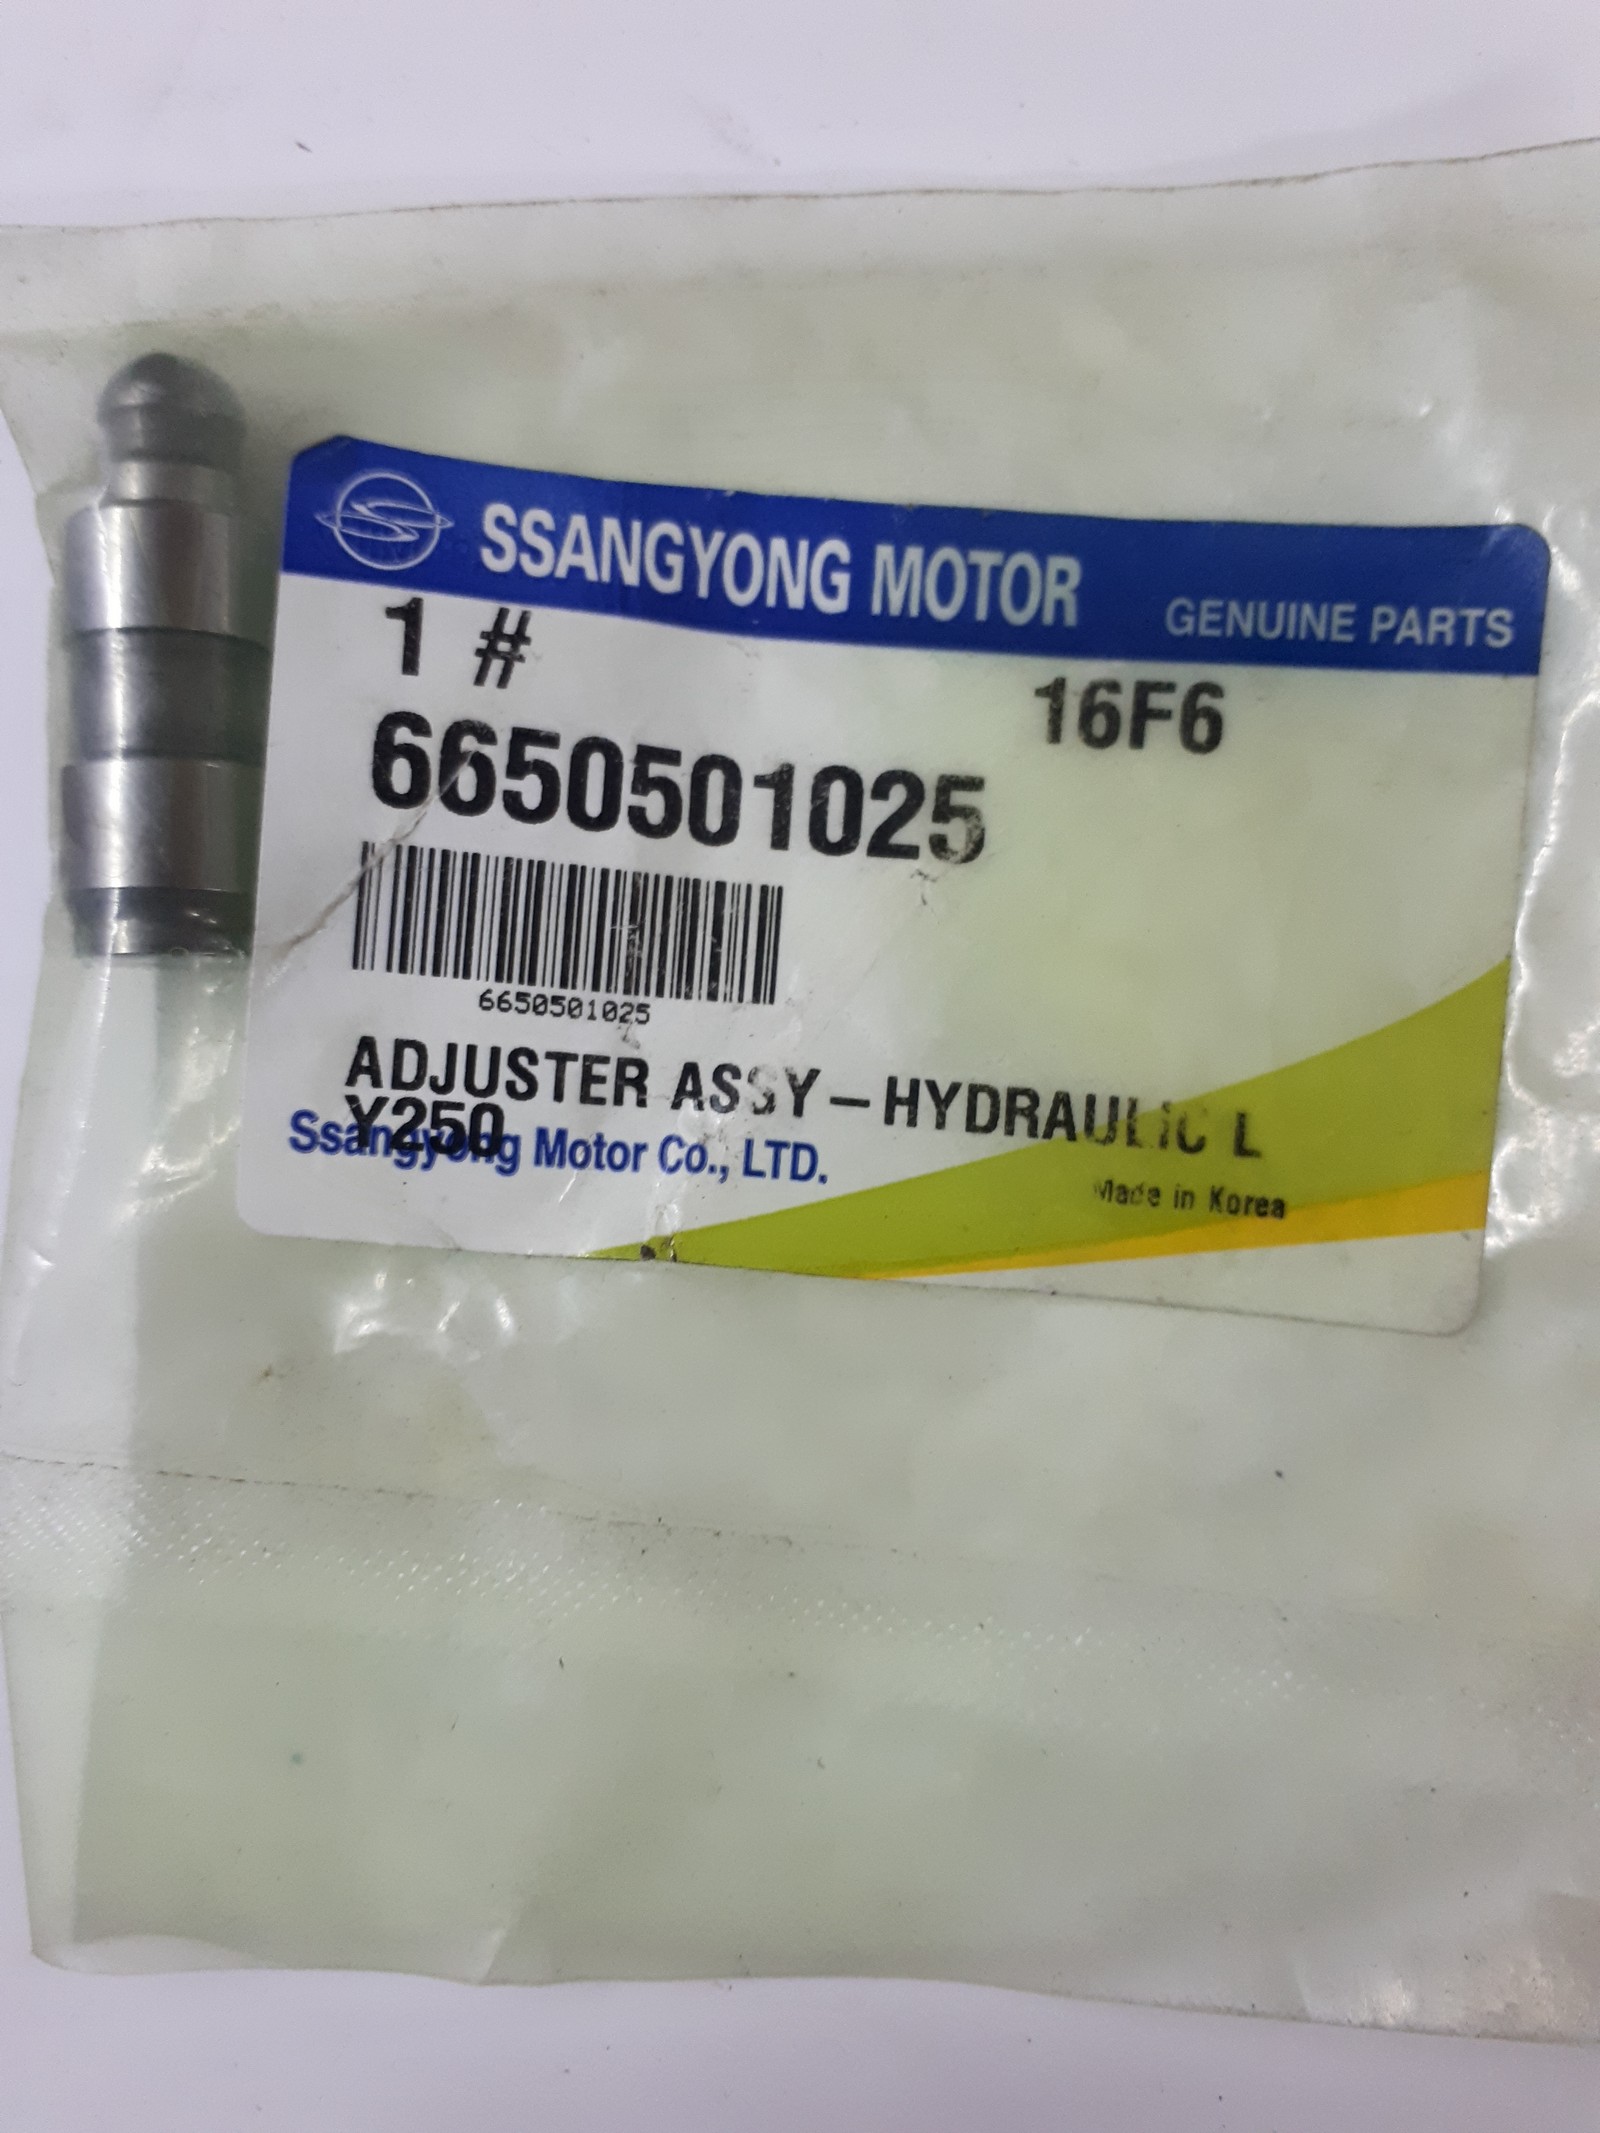 SSANGYONG MOTOR GENUINE PARTS
1 #
16F6
6650501025
6650501025
ADJUSTER ASSY-HYDRAULIC L
Y250
Ssangyong Motor Co., LTD.
Made in Korea